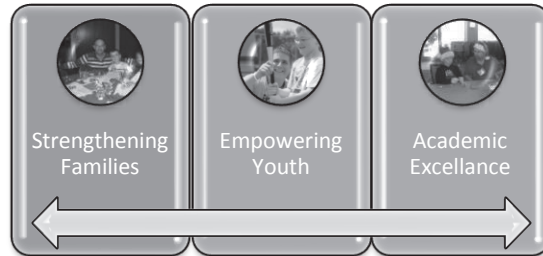 Strengthening
Families
Empowering
Youth
Academic
Excellance